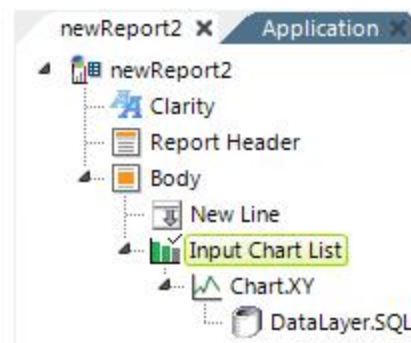 newReport2 Application
newReport2
Clarity
Report Header
Body
New Line
Input Chart List
Chart.XY
DataLayer.SQL